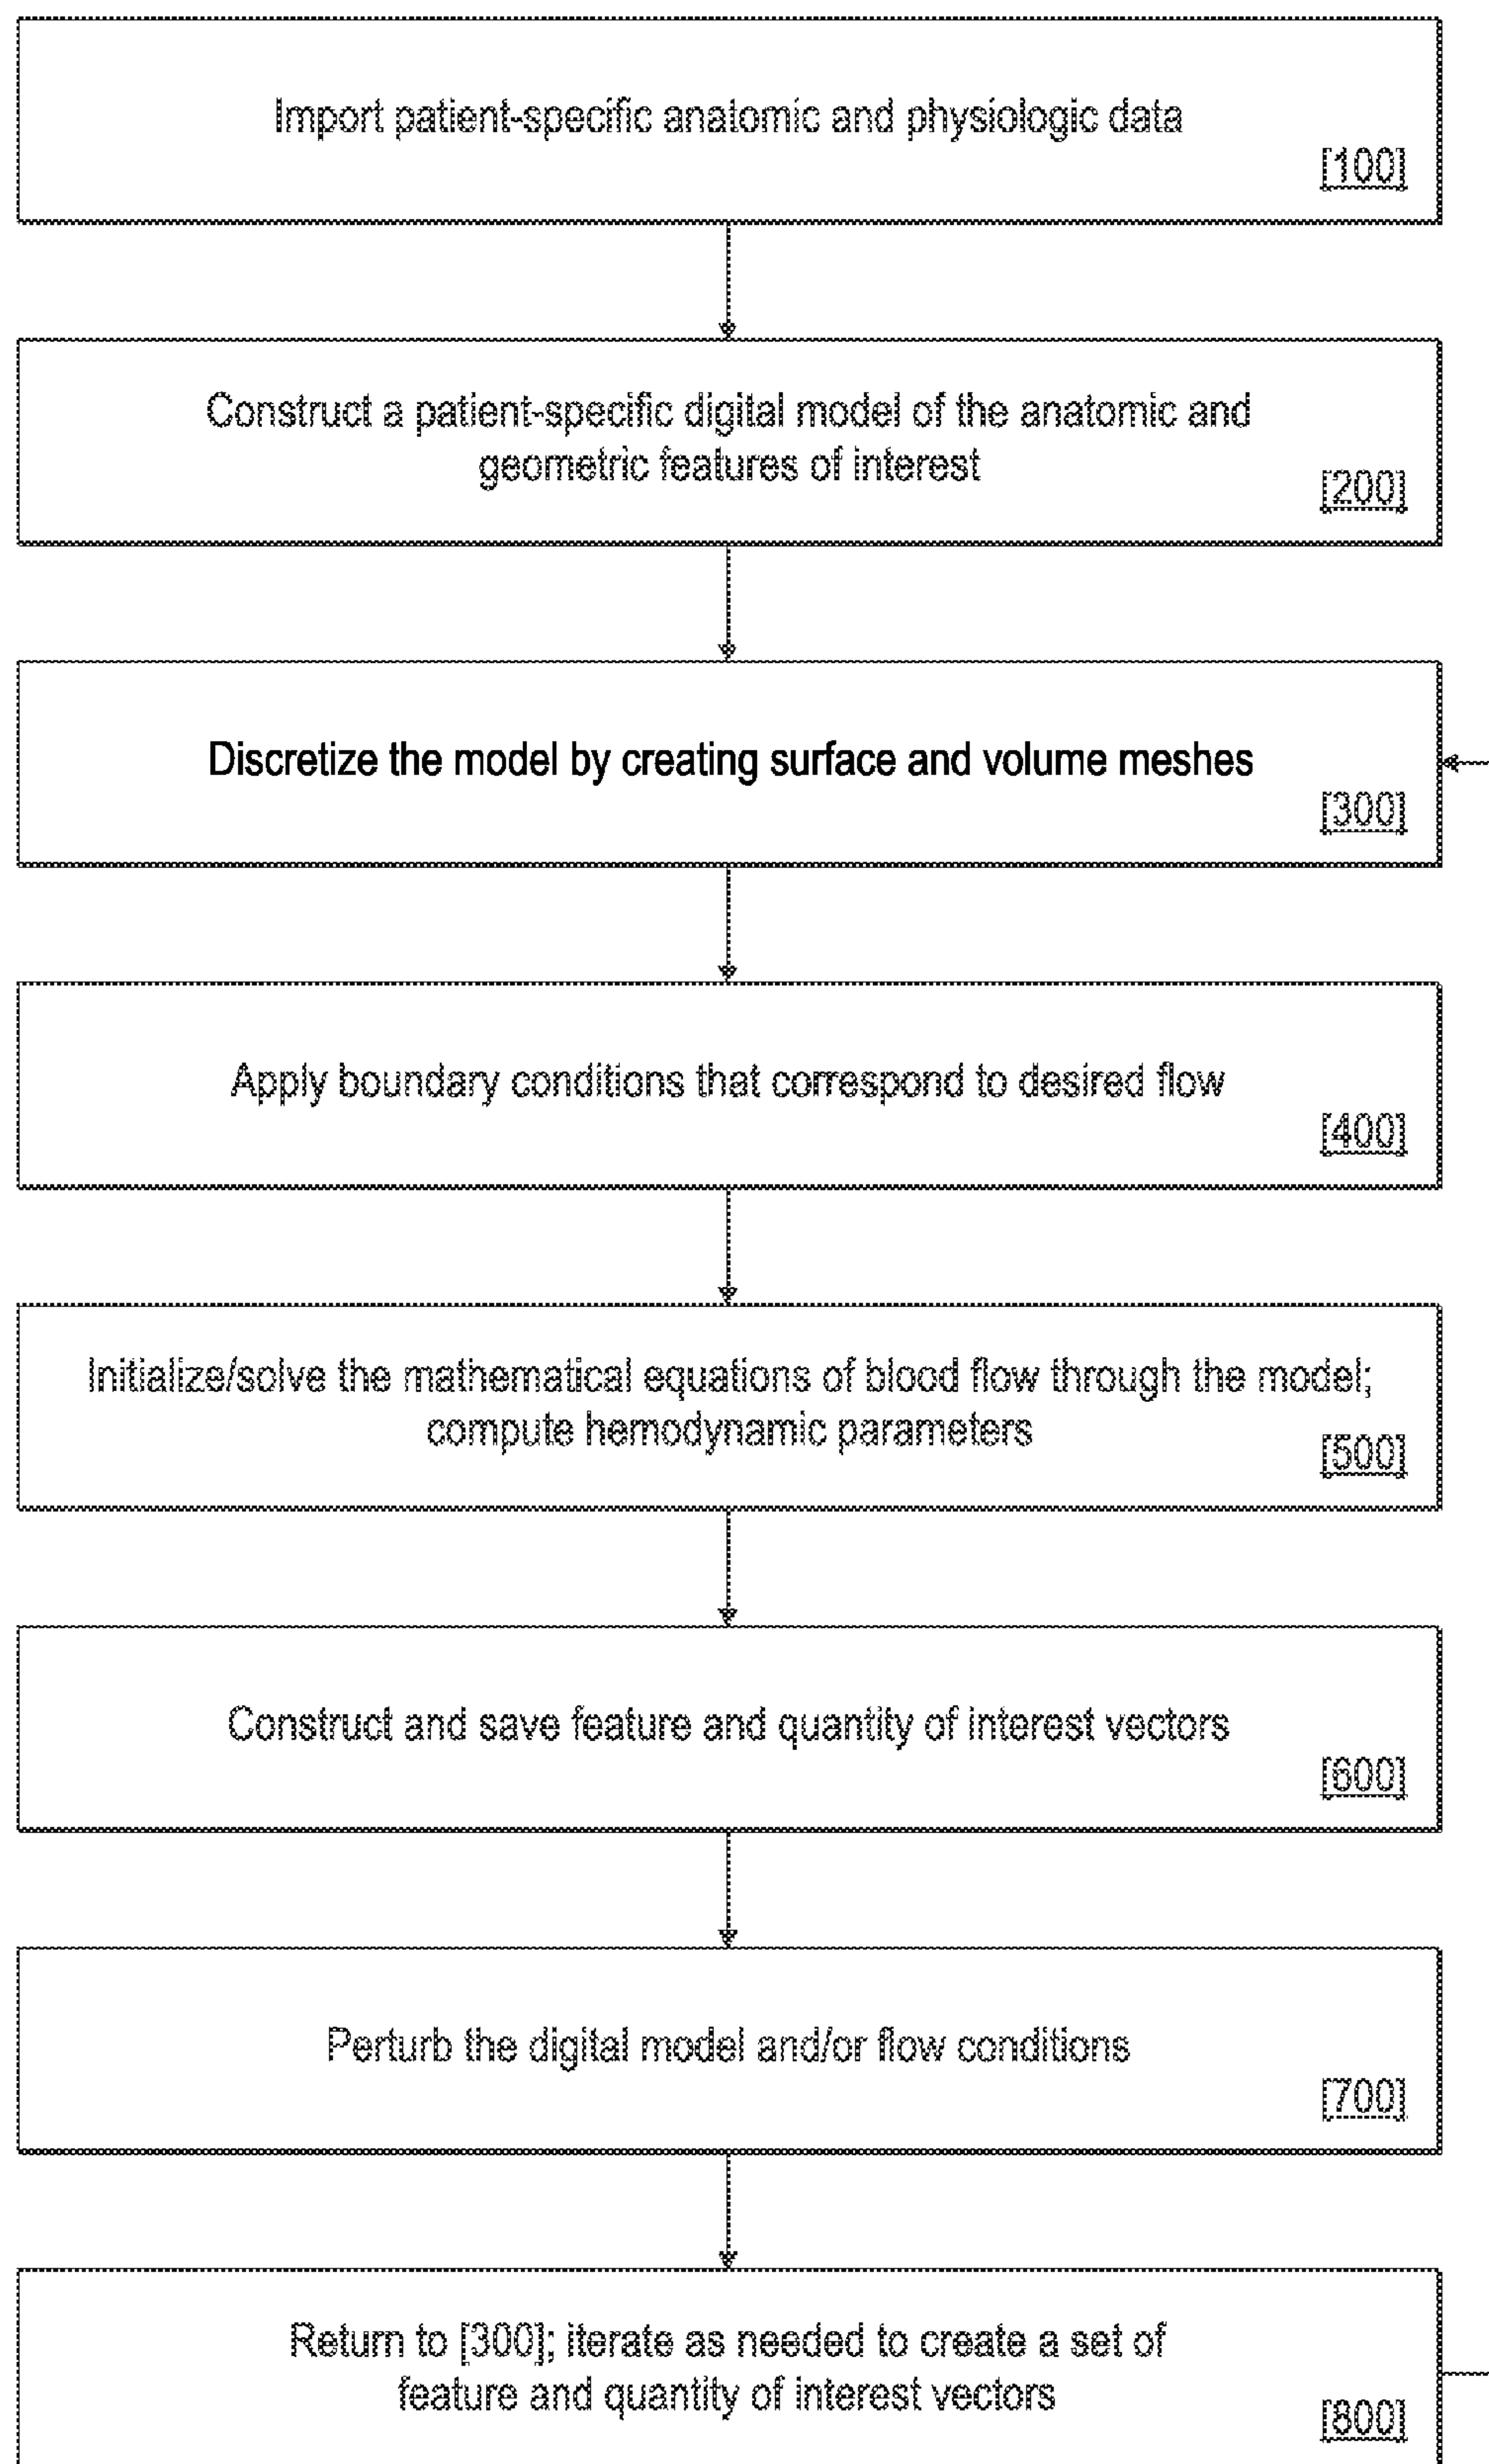 Import patient-specific anatomic and physiologic data
[100]
Construct a patient-specific digital model of the anatomic and
geometric features of interest
[200]
Discretize the model by creating surface and volume meshes
[300]
Apply boundary conditions that correspond to desired flow
[400]
Initialize/solve the mathematical equations of blood flow through the model;
compute hemodynamic parameters
[500]
Construct and save feature and quantity of interest vectors
[600]
Perturb the digital model and/or flow conditions
[700]
Return to [300]; iterate as needed to create a set of
feature and quantity of interest vectors
[800]